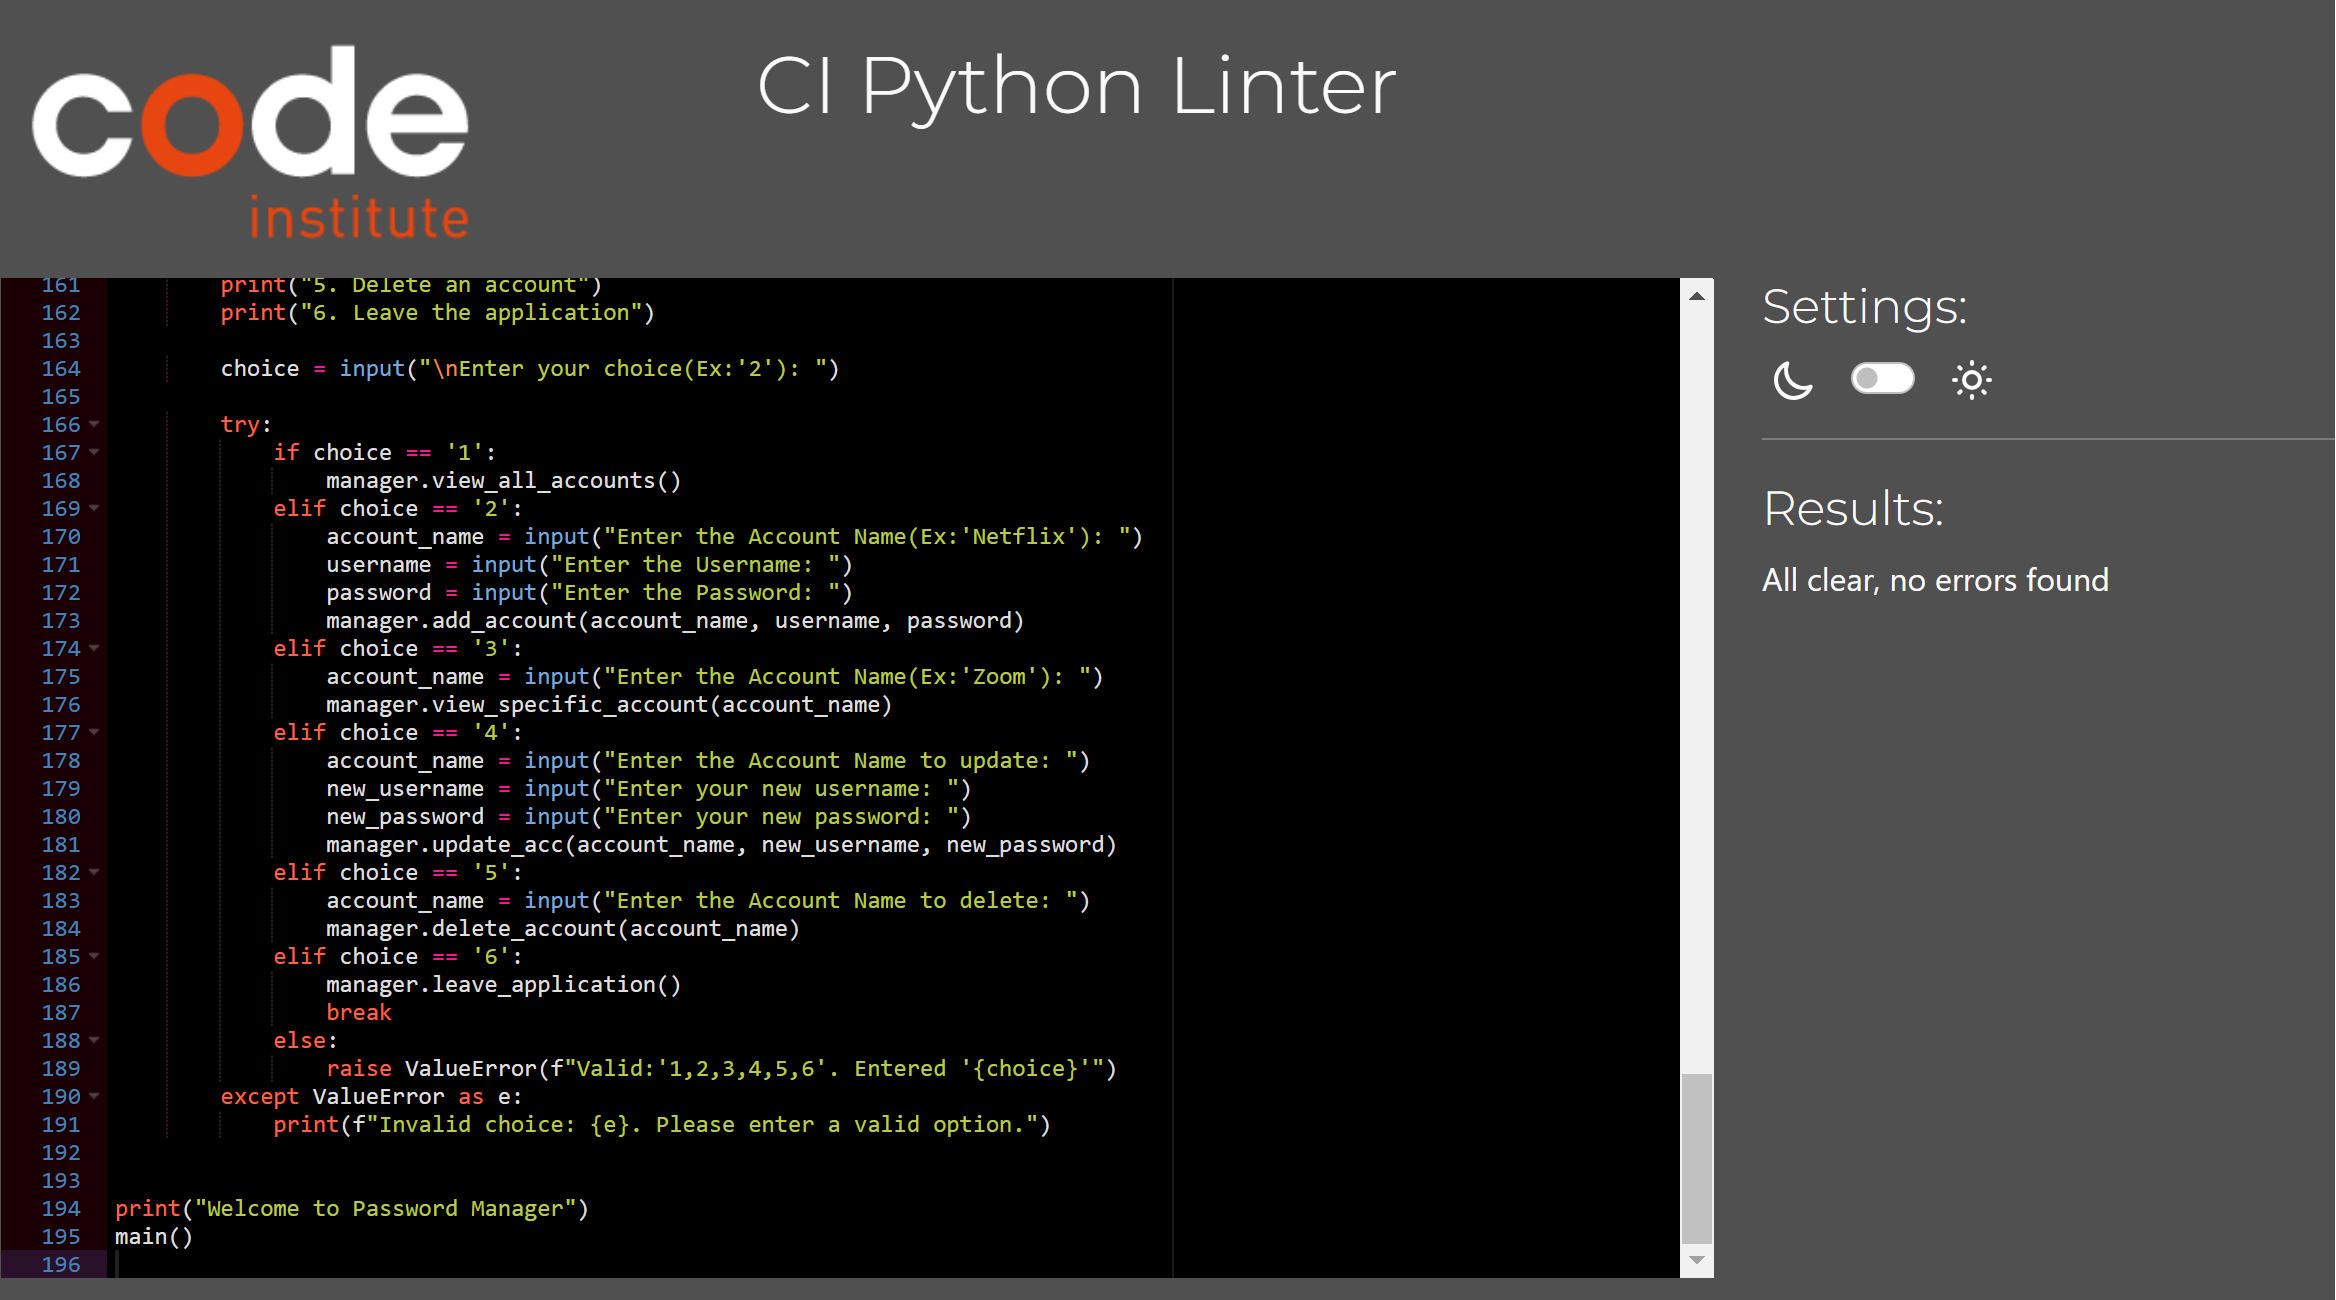 code
institute
CI Python Linter
161 print("5. Delete an account")
162 print("6. Leave the application")
163
164 choice = input("\nEnter your choice(Ex:'2'): ")
165
166 try:
167 if choice == '1':
168 manager.view_all_accounts()
169 elif choice == '2':
170 account_name = input("Enter the Account Name(Ex:'Netflix'): ")
171 username = input("Enter the Username: ")
172 password = input("Enter the Password: ")
173 manager.add_account(account_name, username, password)
174 elif choice == '3':
175 account_name = input("Enter the Account Name(Ex:'Zoom'): ")
176 manager.view_specific_account(account_name)
177 elif choice == '4':
178 account_name = input("Enter the Account Name to update: ")
179 new_username = input("Enter your new username: ")
180 new_password = input("Enter your new password: ")
181 manager.update_acc(account_name, new_username, new_password)
182 elif choice == '5':
183 account_name = input("Enter the Account Name to delete: ")
184 manager.delete_account(account_name)
185 elif choice == '6':
186 manager.leave_application()
187 break
188 else:
189 raise ValueError(f"Valid:'1,2,3,4,5,6'. Entered '{choice}'")
190 except ValueError as e:
191 print(f"Invalid choice: {e}. Please enter a valid option.")
192
193
194 print("Welcome to Password Manager")
195 main()
196
Settings:
Results:
All clear, no errors found